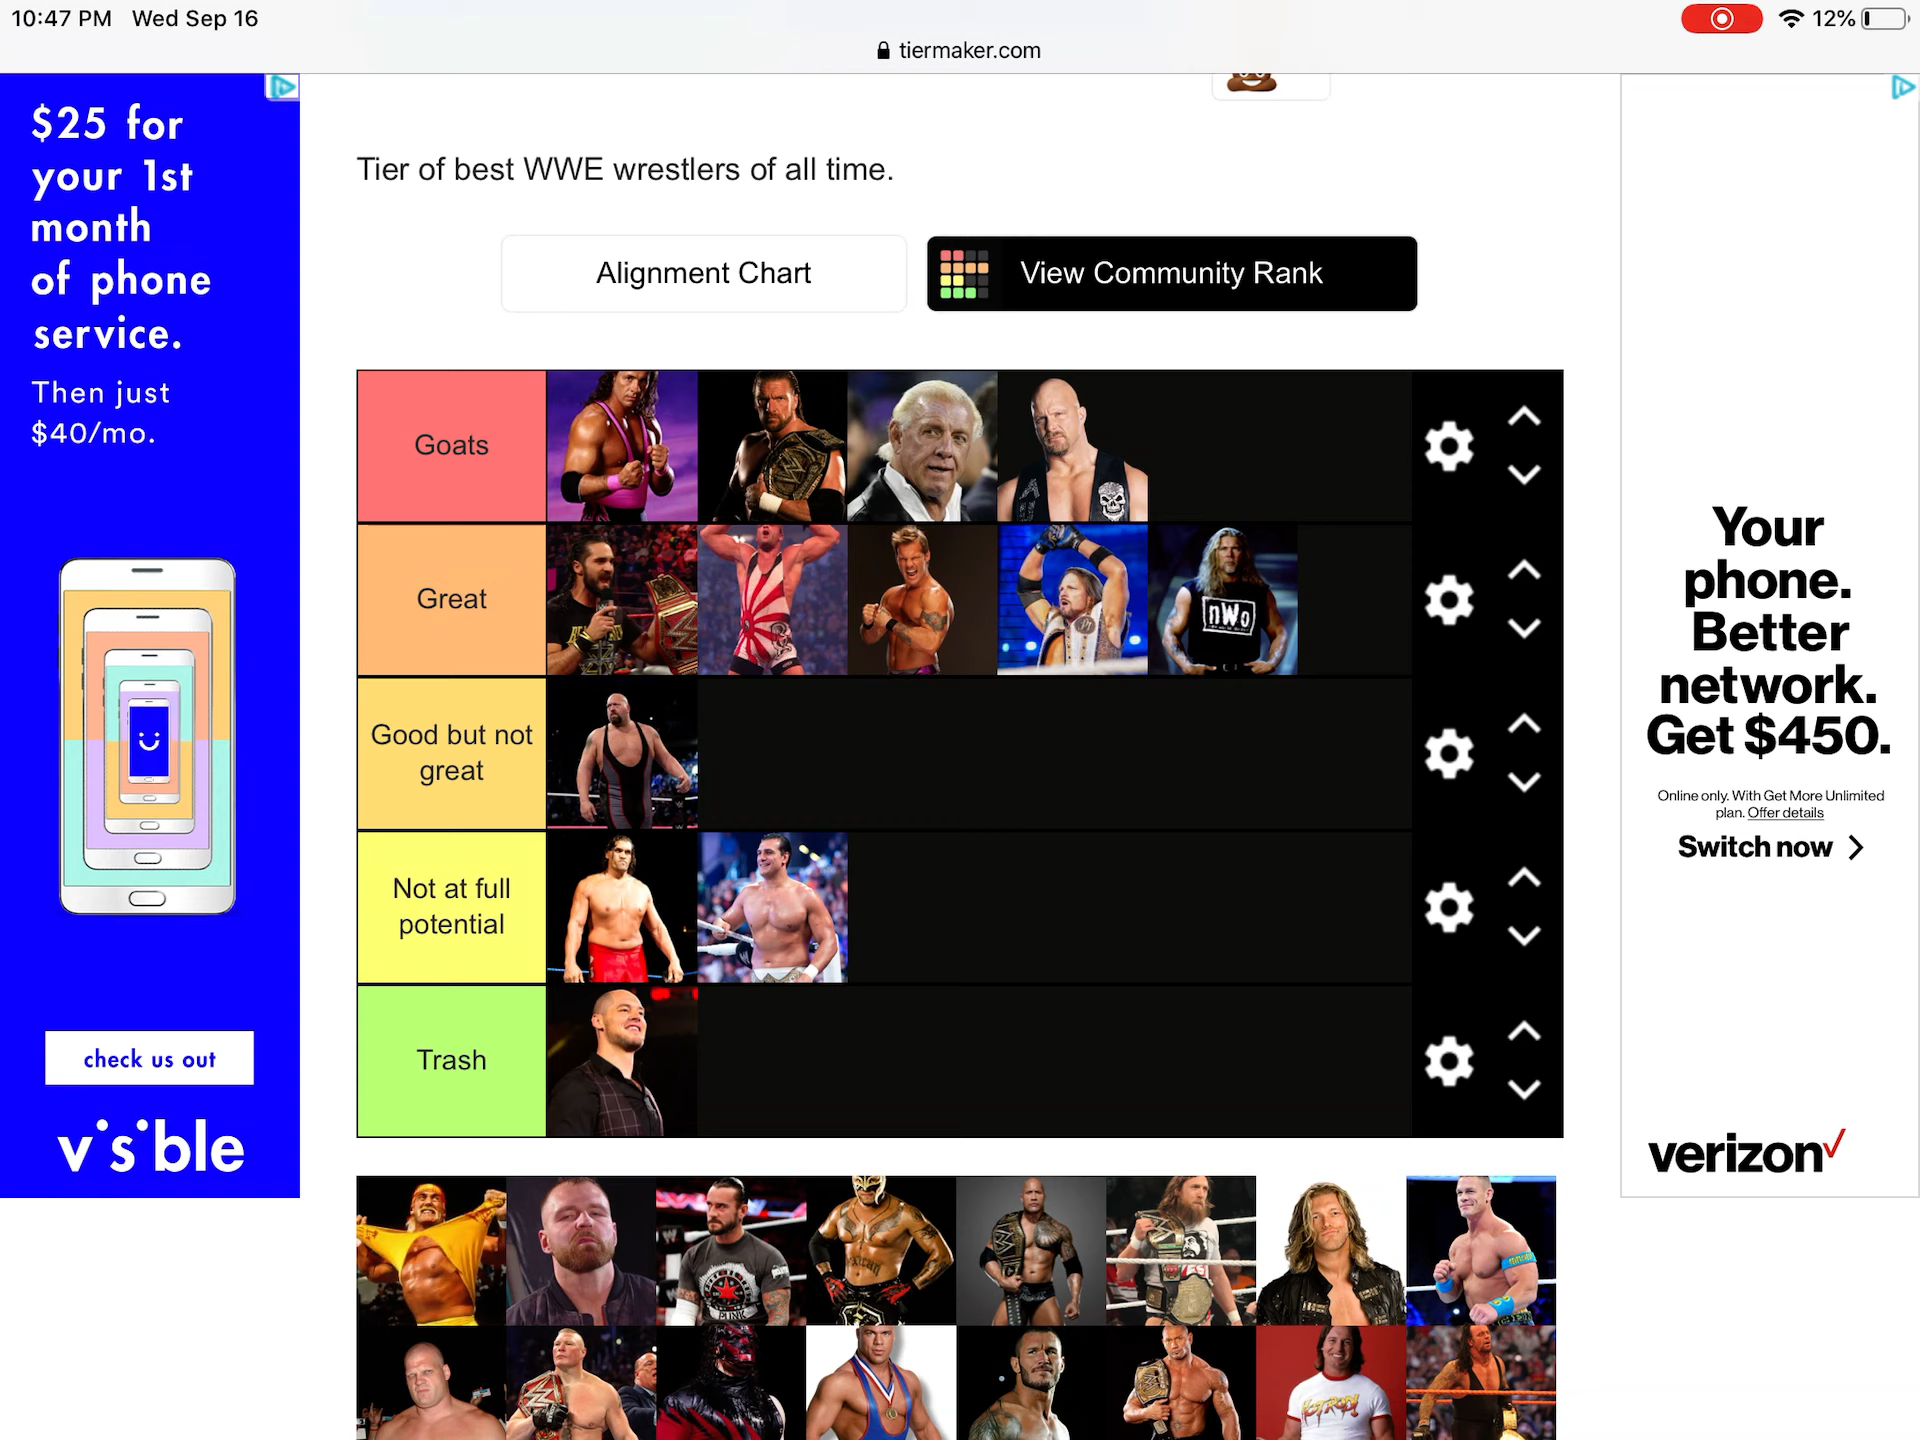 10:47 PM Wed Sep 16
12%
tiermaker.com
$25 for
your 1st
month
of phone
service.
Then just
$40/mo.
check us out
visible
Tier of best WWE wrestlers of all time.
Alignment Chart
View Community Rank
Goats
Great
nWo
Good but not
great
Not at full
potential
Trash
PUNK
HOT ROD!
Your
phone.
Better
network.
Get $450.
Online only. With Get More Unlimited
plan. Offer details
Switch now
verizon